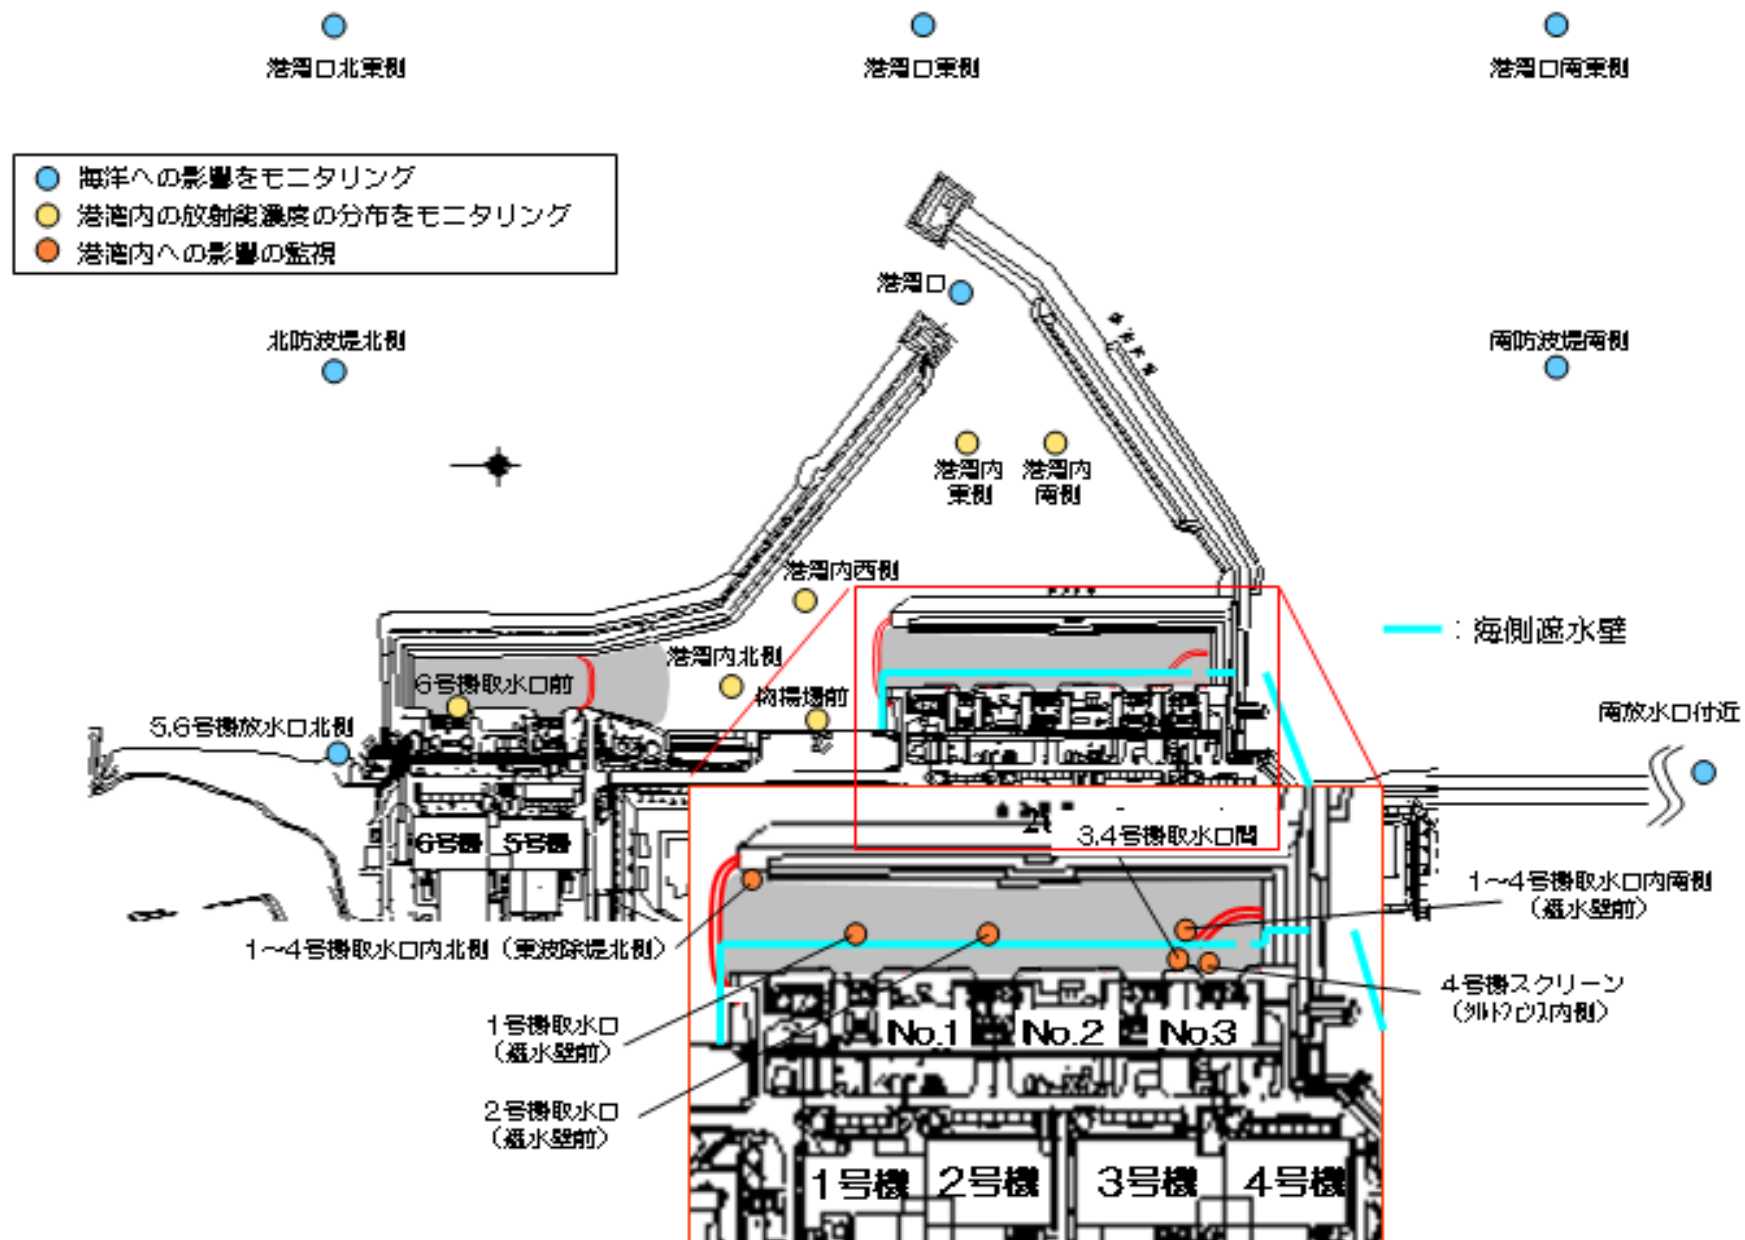 港湾口北東側
港湾口東側
港湾口南東側
海洋への影響をモニタリング
港湾内の放射能濃度の分布をモニタリング
港湾内への影響の監視
港湾口
北防波堤北側
南防波堤南側
港湾内
東側
港湾内
南側
港湾内西側
：海側遮水壁
港湾内北側
6号機取水口前
物揚場前
5,6号機放水口北側
南放水口付近
6号機
5号機
3,4号機取水口間
1～4号機取水口内南側
（遮水壁前）
1～4号機取水口内北側（東波除堤北側）
4号機スクリーン
（シルトフェンス内側）
1号機取水口
（遮水壁前）
No.1
No.2
No.3
2号機取水口
（遮水壁前）
1号機
2号機
3号機
4号機